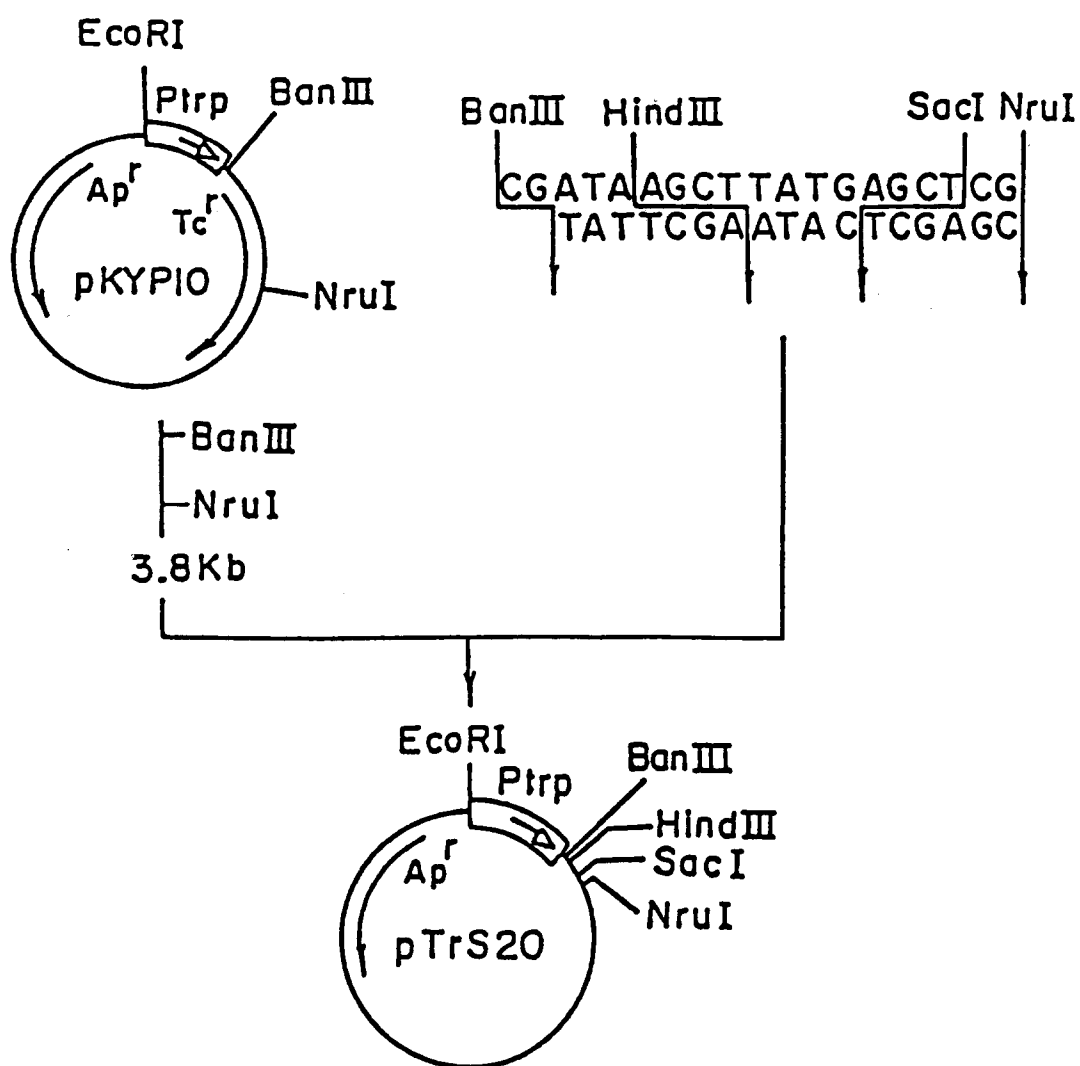 EcoRI
Ptrp
BanIII
Apr
Tcr
pKYP10
NruI
BanIII HindIII SacI NruI
CGATAAGCTTATGAGCTCG
TATTCGAATACTCGAGC
BanIII
NruI
3.8Kb
EcoRI
Ptrp
BanIII
HindIII
SacI
NruI
Apr
pTrS20